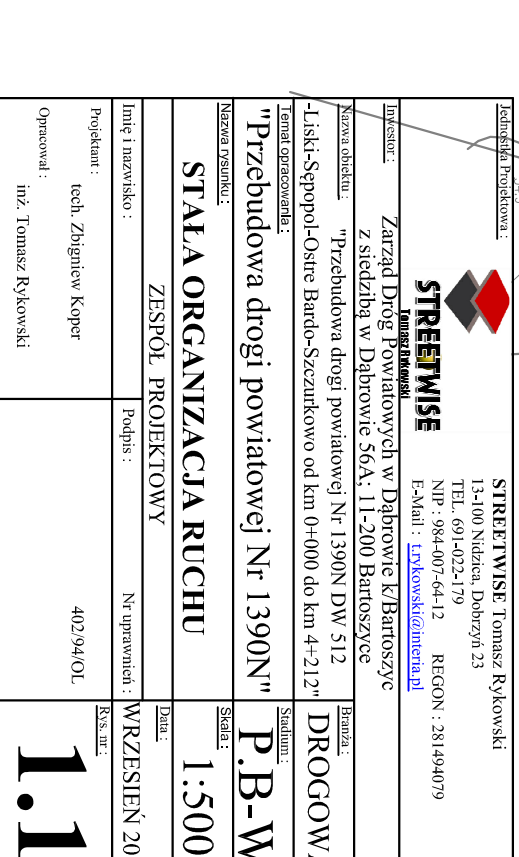 Jednostka Projektowa :
STREETWISE
Tomasz Rykowski
STREETWISE Tomasz Rykowski
13-100 Nidzica, Dobrzyń 23
TEL. 691-022-179
NIP : 984-007-64-12 REGON : 281494079
E-Mail : t.rykowski@interia.pl
Inwestor :
Zarząd Dróg Powiatowych w Dąbrowie k/Bartoszyc
z siedzibą w Dąbrowie 56A; 11-200 Bartoszyce
Nazwa obiektu :
"Przebudowa drogi powiatowej Nr 1390N DW 512
-Liski-Sępopol-Ostre Bardo-Szczurkowo od km 0+000 do km 4+212"
Branża :
DROGOW
Temat opracowania :
"Przebudowa drogi powiatowej Nr 1390N"
Stadium :
P.B-W
Nazwa rysunku :
STAŁA ORGANIZACJA RUCHU
Skala :
1:500
ZESPÓŁ PROJEKTOWY
Data :
WRZESIEŃ 20
Imię i nazwisko :
Podpis :
Nr uprawnień :
Rys. nr :
1.1
Projektant :
tech. Zbigniew Koper
402/94/OL
Opracował :
inż. Tomasz Rykowski